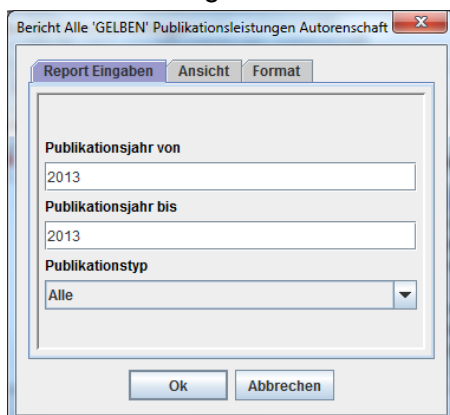 Bericht Alle 'GELBEN' Publikationsleistungen Autorenschaft
Report Eingaben Ansicht Format
Publikationsjahr von
2013
Publikationsjahr bis
2013
Publikationstyp
Alle
Ok Abbrechen